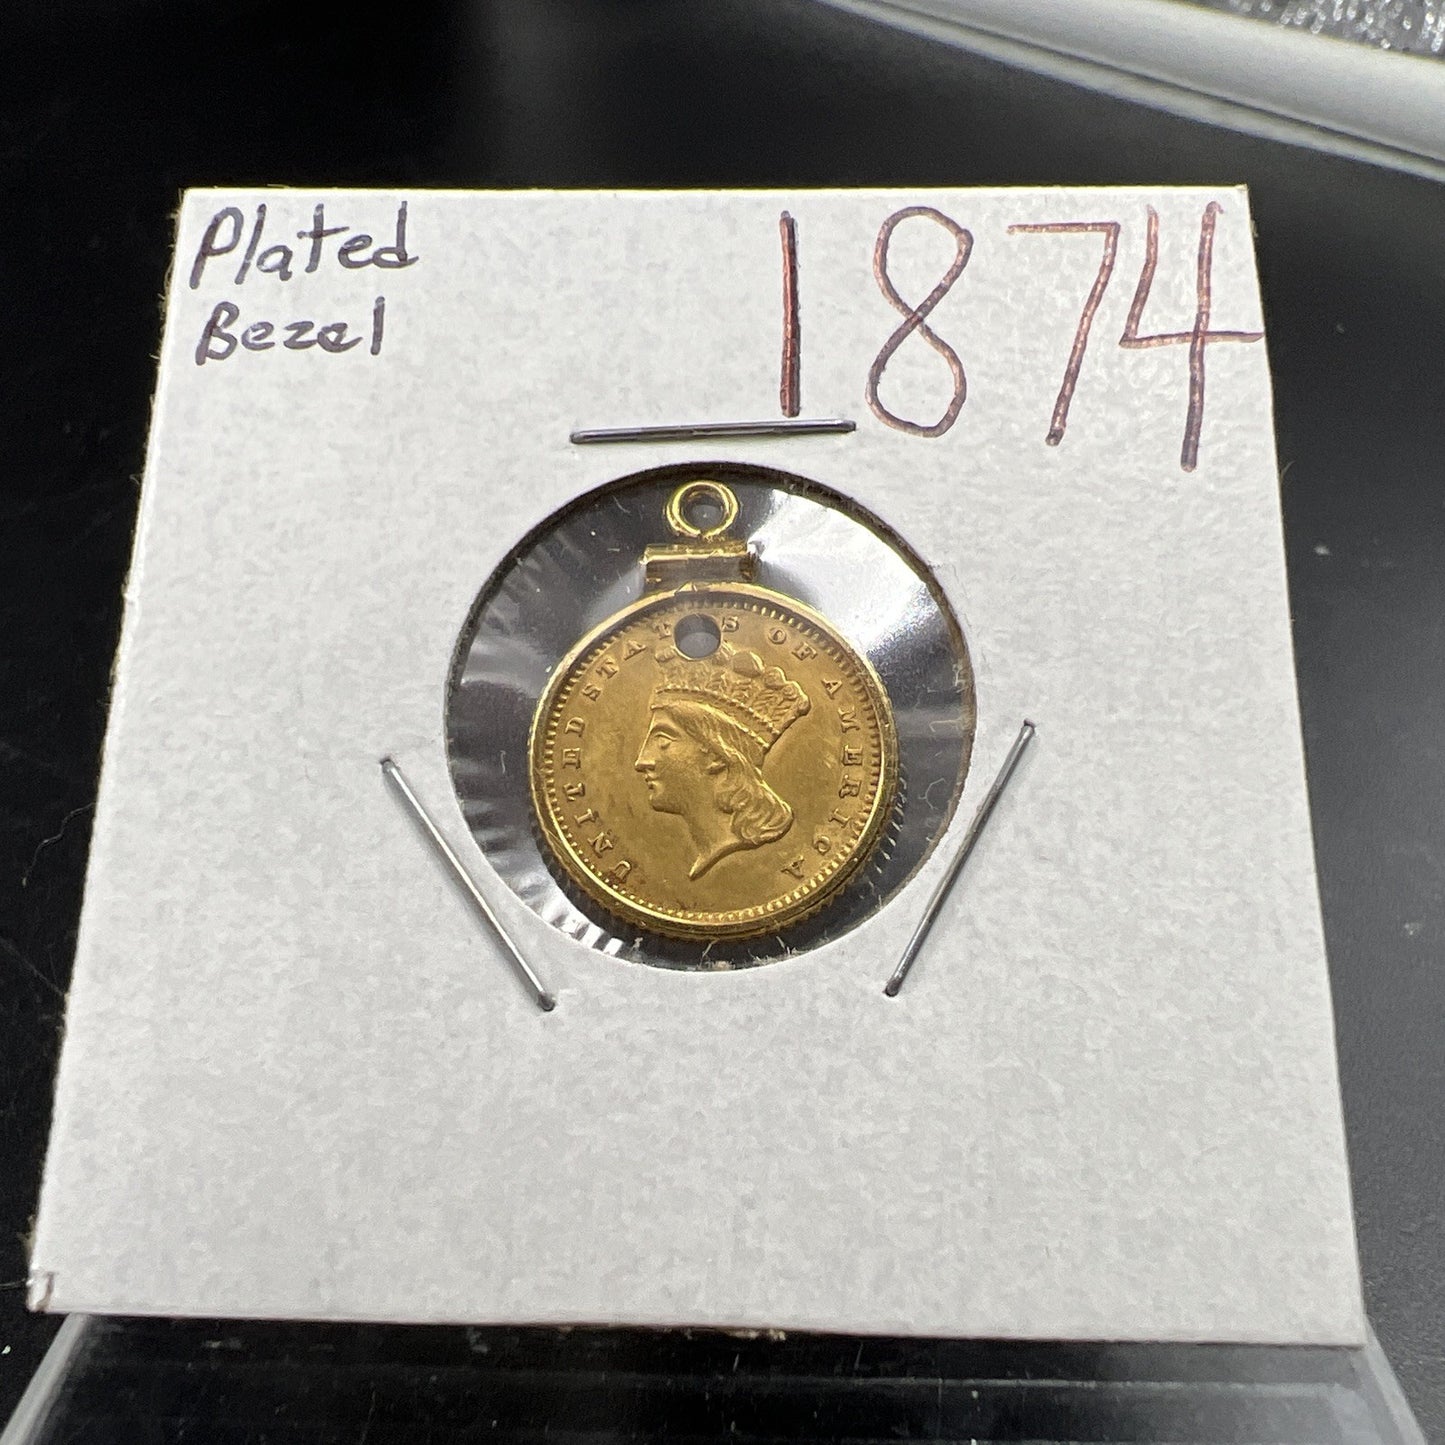 Plated
Bezel
1874
UNITED STATES OF AMERICA